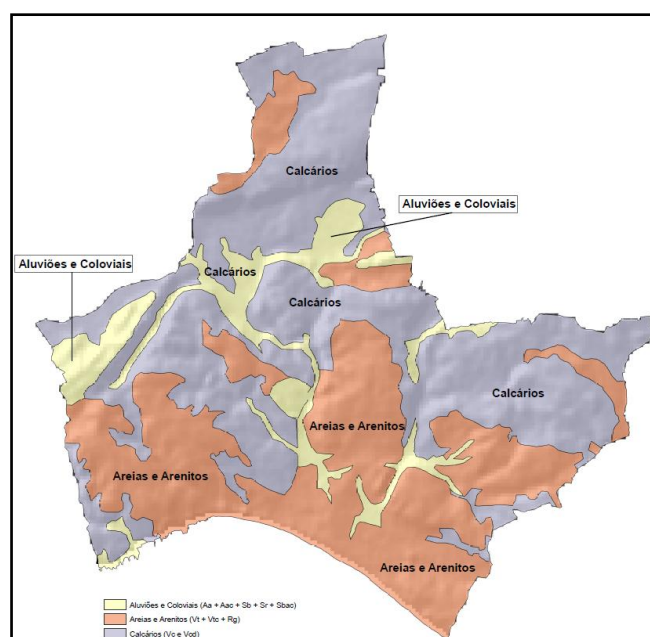 Calcários
Aluviões e Coloviais
Calcários
Aluviões e Coloviais
Calcários
Calcários
Areias e Arenitos
Areias e Arenitos
Areias e Arenitos
Aluviões e Coloviais (Aa + Aac + Sb + Sr + Sbac)
Areias e Arenitos (Vt + Vtc + Rg)
Calcários (Vc e Vcd)